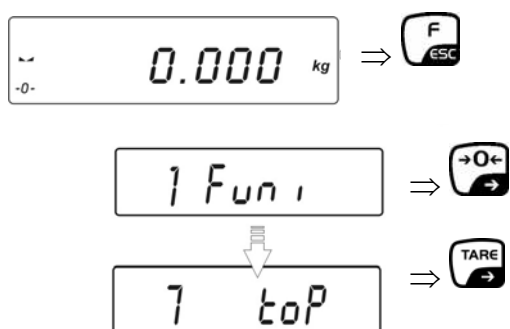 0.000 kg
-0-
⇒
F
ESC
1 Funi
⇒
→0←
→
7 toP
⇒
TARE
→